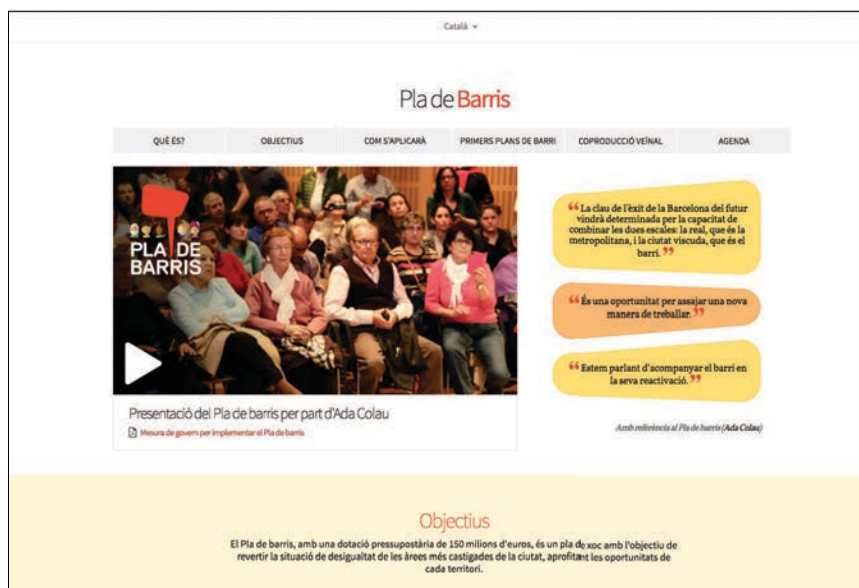 Català
Pla de Barris
QUÈ ÉS?
OBJECTIUS
COM S'APLICARÀ
PRIMERS PLANS DE BARRI
COPRODUCCIÓ VEÏNAL
AGENDA
PLA DE
BARRIS
“La clau de l'èxit de la Barcelona del futur
vindrà determinada per la capacitat de
combinar les dues escales: la real, que és la
metropolitana, i la ciutat viscuda, que és el
barri.”
“És una oportunitat per assajar una nova
manera de treballar.”
“Estem parlant d'acompanyar el barri en
la seva reactivació.”
Amb referència al Pla de barris (Ada Colau)
Presentació del Pla de barris per part d'Ada Colau
Mesura de govern per implementar el Pla de barris
Objectius
El Pla de barris, amb una dotació pressupostària de 150 milions d'euros, és un pla de xoc amb l'objectiu de
revertir la situació de desigualtat de les àrees més castigades de la ciutat, aprofitant les oportunitats de
cada territori.